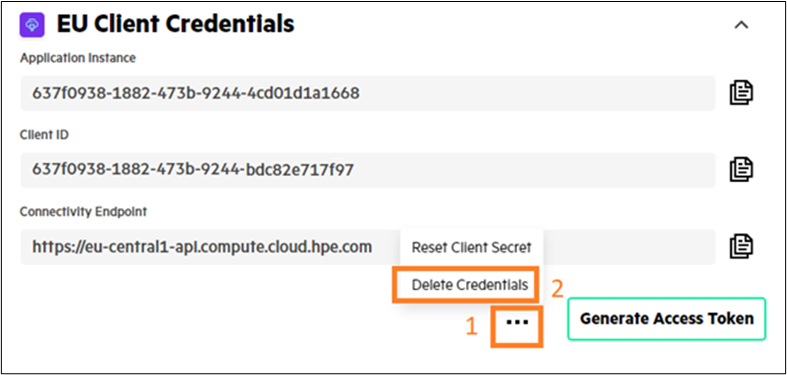 EU Client Credentials
Application Instance
637f0938-1882-473b-9244-4cd01d1a1668
Client ID
637f0938-1882-473b-9244-bdc82e717f97
Connectivity Endpoint
https://eu-central1-api.compute.cloud.hpe.com
Reset Client Secret
Delete Credentials
2
1
...
Generate Access Token